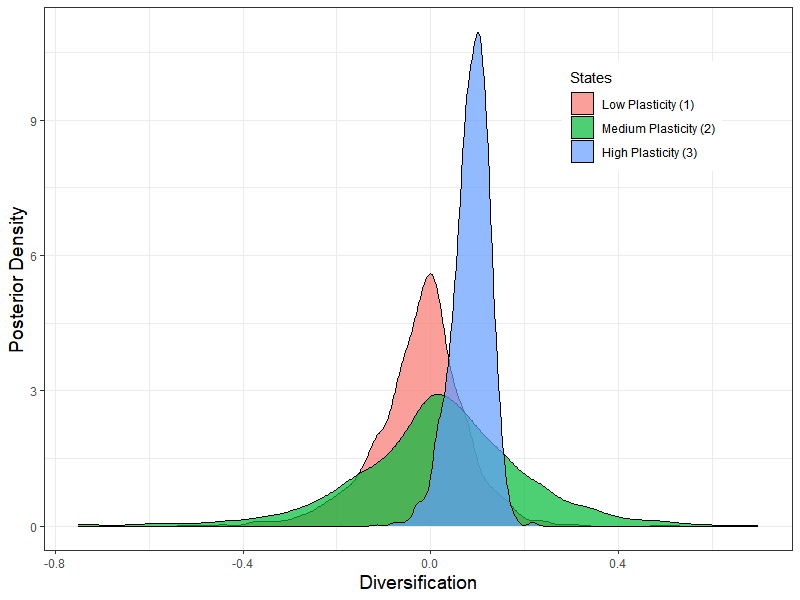 States
Low Plasticity (1)
Medium Plasticity (2)
High Plasticity (3)
Posterior Density
9
6
3
0
-0.8
-0.4
0.0
0.4
Diversification